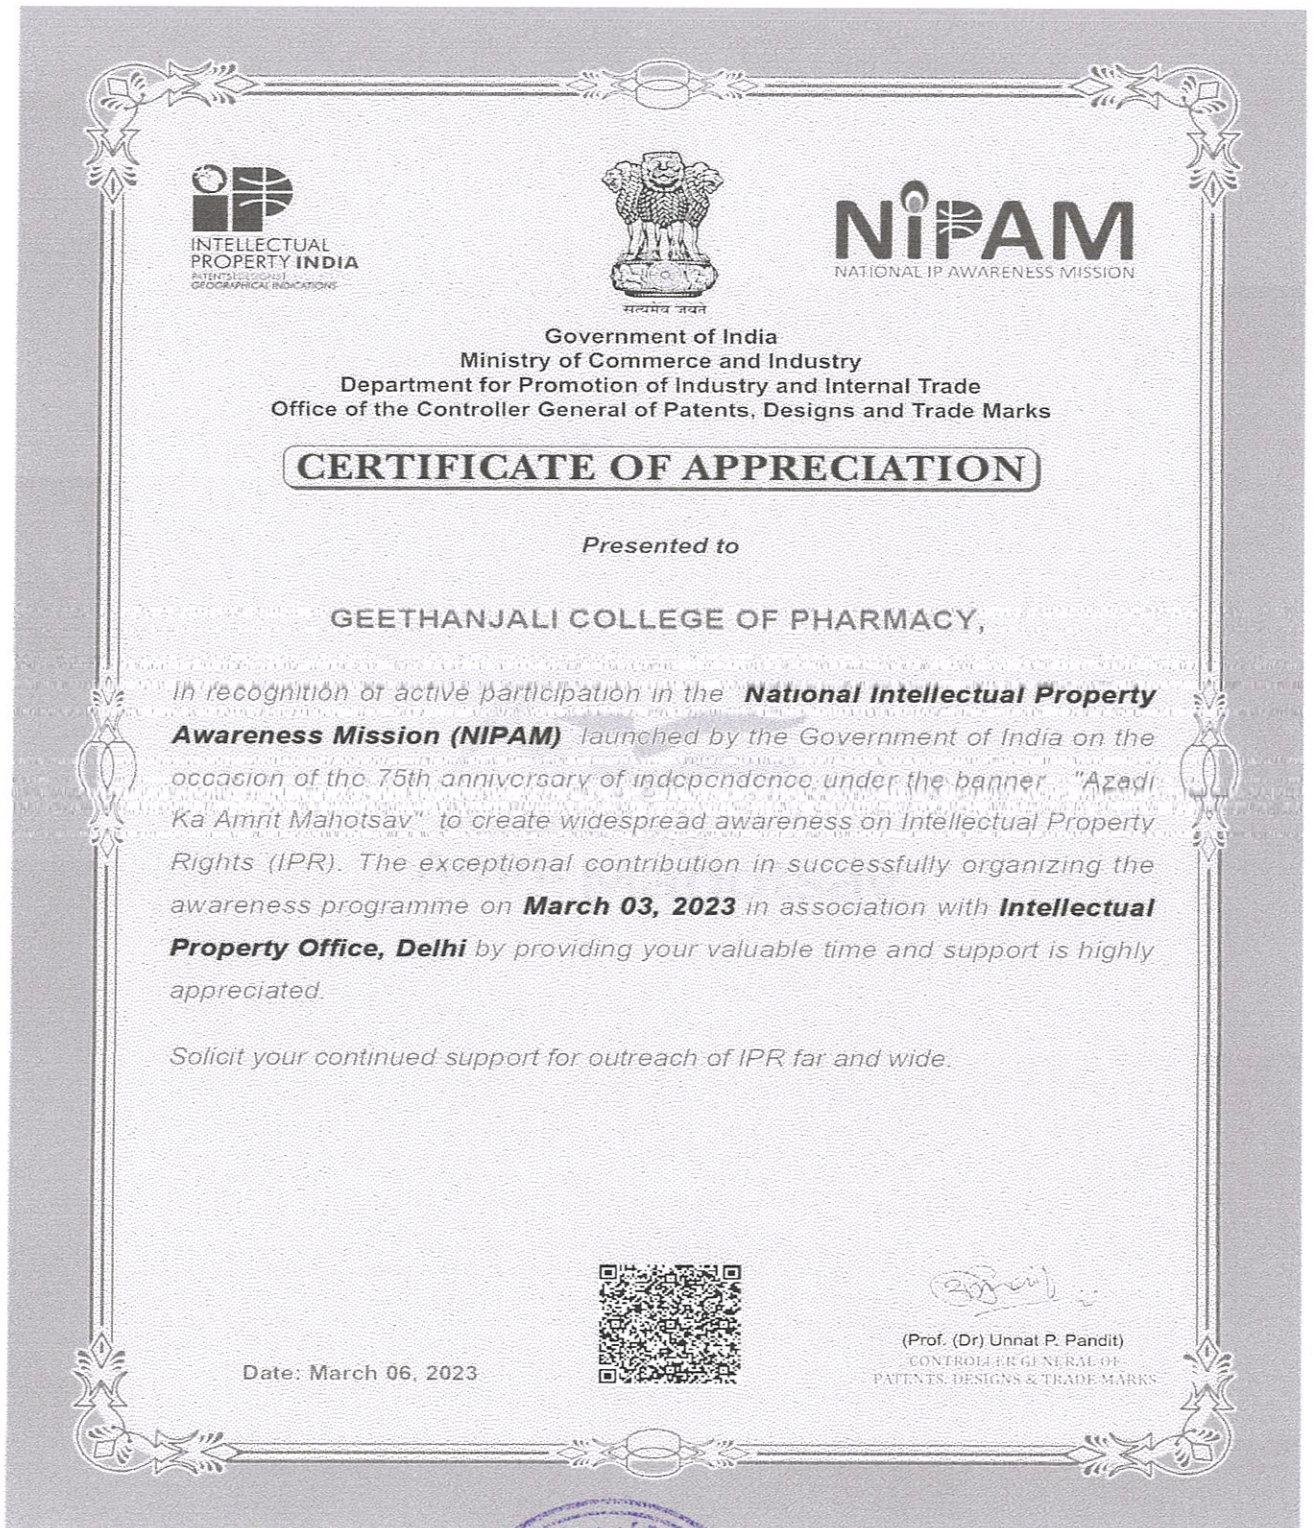 INTELLECTUAL
PROPERTY INDIA
GEOGRAPHICAL INDICATIONS
NiPAM
NATIONAL IP AWARENESS MISSION
सत्यमेव जयते
Government of India
Ministry of Commerce and Industry
Department for Promotion of Industry and Internal Trade
Office of the Controller General of Patents, Designs and Trade Marks
CERTIFICATE OF APPRECIATION
Presented to
GEETHANJALI COLLEGE OF PHARMACY,
In recognition of active participation in the National Intellectual Property
Awareness Mission (NIPAM) launched by the Government of India on the
occasion of the 75th anniversary of independence under the banner "Azadi
Ka Amrit Mahotsav" to create widespread awareness on Intellectual Property
Rights (IPR). The exceptional contribution in successfully organizing the
awareness programme on March 03, 2023 in association with Intellectual
Property Office, Delhi by providing your valuable time and support is highly
appreciated.
Solicit your continued support for outreach of IPR far and wide.
(Prof. (Dr) Unnat P. Pandit)
CONTROLLER GENERAL OF
PATENTS, DESIGNS & TRADE MARKS
Date: March 06, 2023